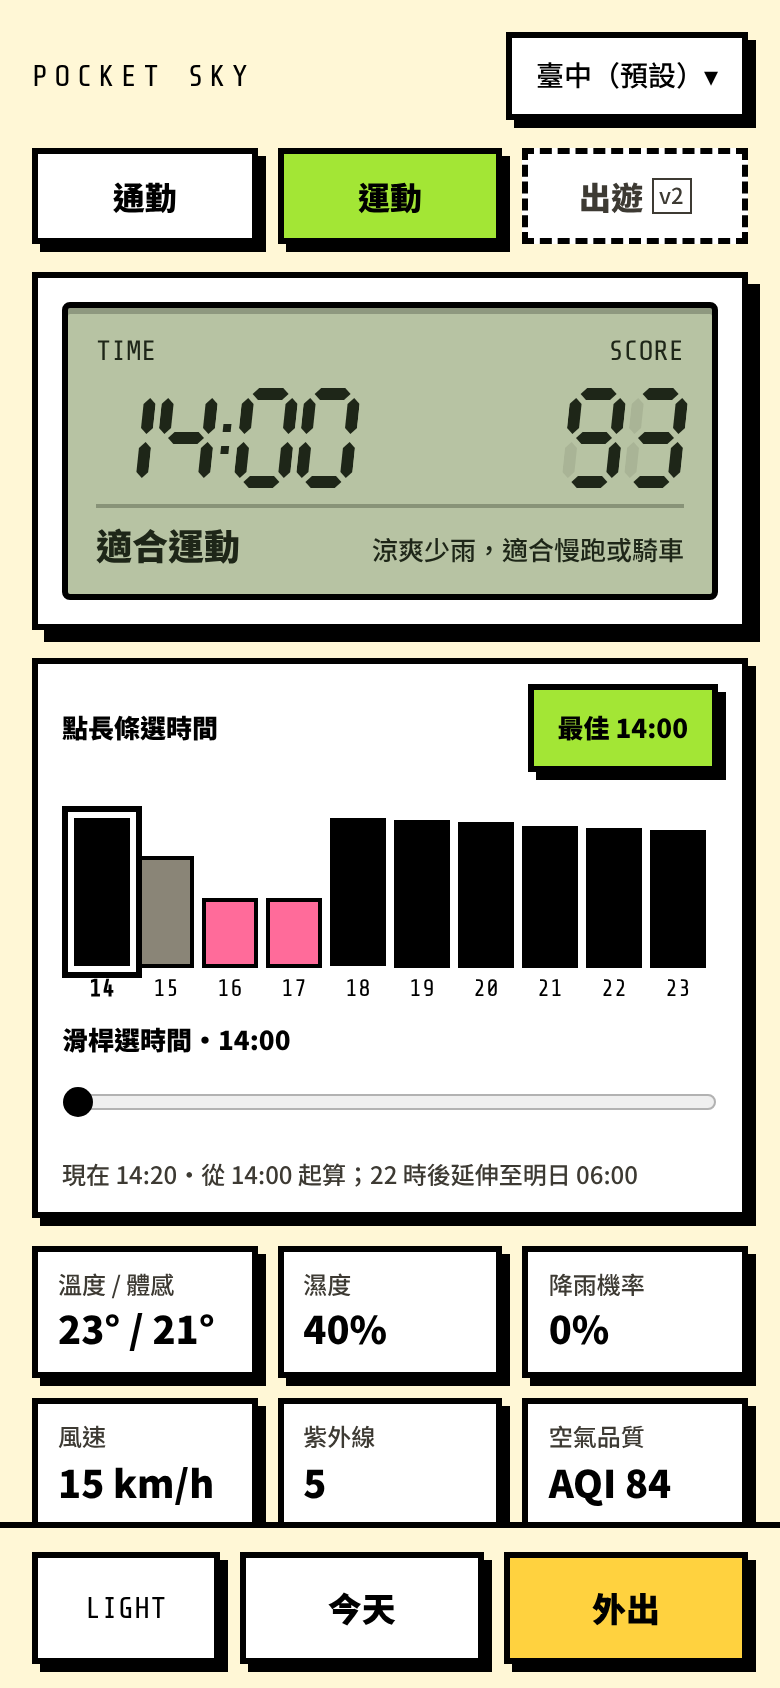 POCKET SKY
臺中（預設）▼
通勤
運動
出遊 v2
TIME
SCORE
14:00
93
適合運動
涼爽少雨，適合慢跑或騎車
點長條選時間
最佳 14:00
14 15 16 17 18 19 20 21 22 23
滑桿選時間・14:00
現在 14:20・從 14:00 起算；22 時後延伸至明日 06:00
溫度 / 體感
23° / 21°
濕度
40%
降雨機率
0%
風速
15 km/h
紫外線
5
空氣品質
AQI 84
LIGHT
今天
外出